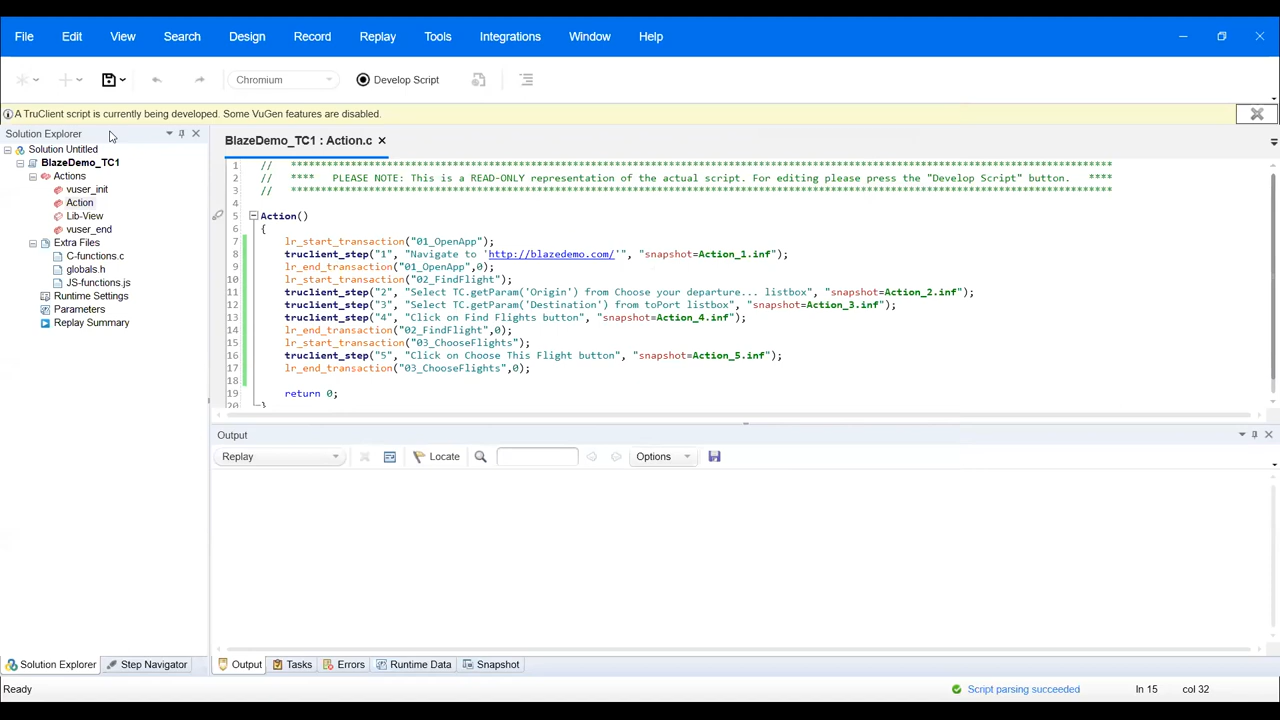 File Edit View Search Design Record Replay Tools Integrations Window Help
Chromium Develop Script
A TruClient script is currently being developed. Some VuGen features are disabled.
Solution Explorer
Solution Untitled
BlazeDemo_TC1
Actions
vuser_init
Action
Lib-View
vuser_end
Extra Files
C-functions.c
globals.h
JS-functions.js
Runtime Settings
Parameters
Replay Summary
BlazeDemo_TC1 : Action.c
1 // *******************************************************************************************************
2 // **** PLEASE NOTE: This is a READ-ONLY representation of the actual script. For editing please press the "Develop Script" button. ****
3 // *******************************************************************************************************
4
5 Action()
6 {
7 lr_start_transaction("01_OpenApp");
8 truclient_step("1", "Navigate to 'http://blazedemo.com/'", "snapshot=Action_1.inf");
9 lr_end_transaction("01_OpenApp",0);
10 lr_start_transaction("02_FindFlight");
11 truclient_step("2", "Select TC.getParam('Origin') from Choose your departure... listbox", "snapshot=Action_2.inf");
12 truclient_step("3", "Select TC.getParam('Destination') from toPort listbox", "snapshot=Action_3.inf");
13 truclient_step("4", "Click on Find Flights button", "snapshot=Action_4.inf");
14 lr_end_transaction("02_FindFlight",0);
15 lr_start_transaction("03_ChooseFlights");
16 truclient_step("5", "Click on Choose This Flight button", "snapshot=Action_5.inf");
17 lr_end_transaction("03_ChooseFlights",0);
18
19 return 0;
20 }
Output
Replay Locate Options
Solution Explorer Step Navigator Output Tasks Errors Runtime Data Snapshot
Ready Script parsing succeeded ln 15 col 32